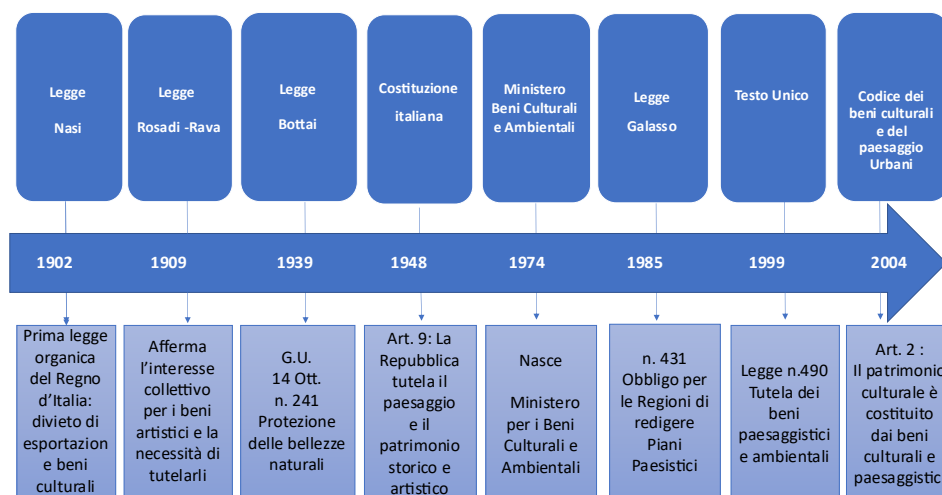 Legge
Nasi
Legge
Rosadi -Rava
Legge
Bottai
Costituzione
italiana
Ministero
Beni Culturali
e Ambientali
Legge
Galasso
Testo Unico
Codice dei
beni culturali
e del
paesaggio
Urbani
1902
1909
1939
1948
1974
1985
1999
2004
Prima legge
organica
del Regno
d’Italia:
divieto di
esportazion
e beni
culturali
Afferma
l’interesse
collettivo
per i beni
artistici e la
necessità di
tutelarli
G.U.
14 Ott.
n. 241
Protezione
delle bellezze
naturali
Art. 9: La
Repubblica
tutela il
paesaggio
e il
patrimonio
storico e
artistico
Nasce
Ministero
per i Beni
Culturali e
Ambientali
n. 431
Obbligo per
le Regioni di
redigere
Piani
Paesistici
Legge n.490
Tutela dei
beni
paesaggistici
e ambientali
Art. 2 :
Il patrimonio
culturale è
costituito
dai beni
culturali e
paesaggistic